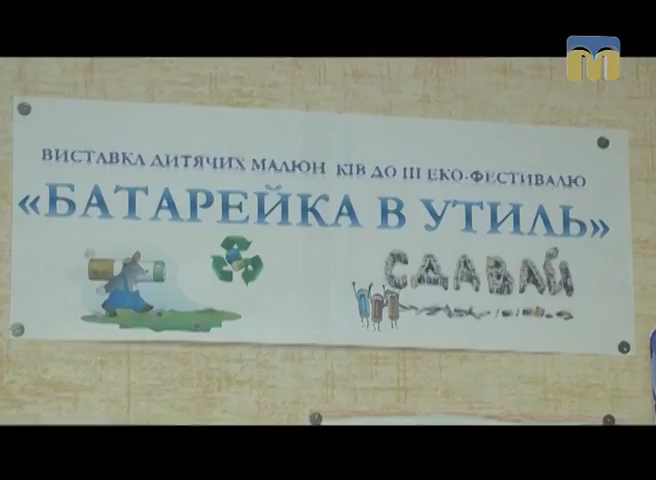 ВИСТАВКА ДИТЯЧИХ МАЛЮН КІВ ДО ІІІ ЕКО-ФЕСТИВАЛЮ
«БАТАРЕЙКА В УТИЛЬ»
СДАВАЙ